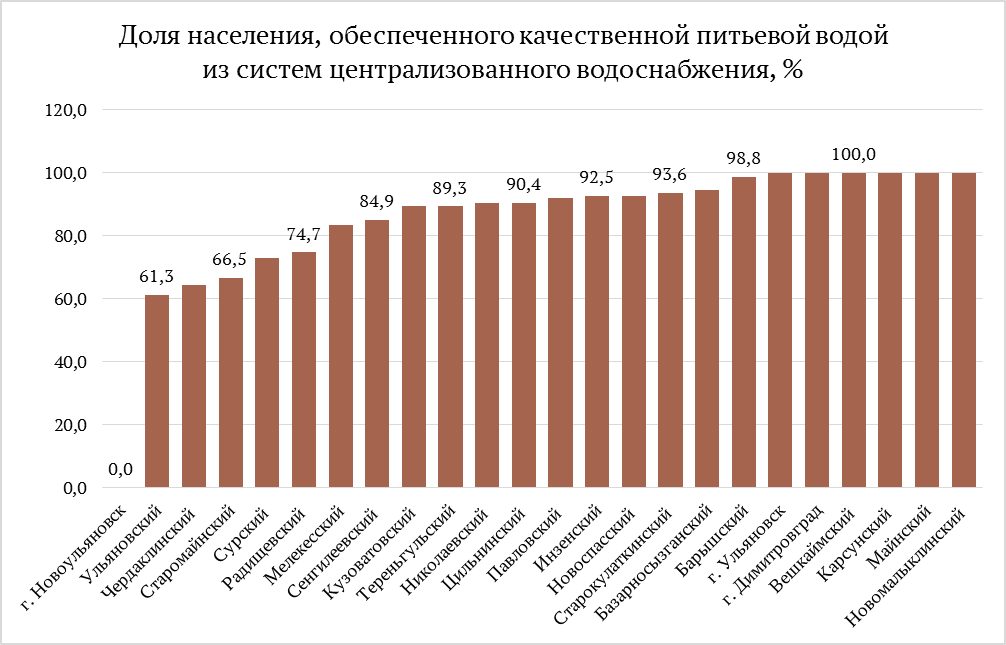 Доля населения, обеспеченного качественной питьевой водой
из систем централизованного водоснабжения, %
120,0
100,0
80,0
60,0
40,0
20,0
0,0
0,0
61,3
66,5
74,7
84,9
89,3
90,4
92,5
93,6
98,8
100,0
г. Новоульяновск
Ульяновский
Чердаклинский
Старомайнский
Сурский
Радищевский
Мелекесский
Сенгилеевский
Кузоватовский
Тереньгульский
Николаевский
Цильнинский
Павловский
Инзенский
Новоспасский
Старокулаткинский
Базарносызганский
Барышский
г. Ульяновск
г. Димитровград
Вешкаймский
Карсунский
Майнский
Новомалыклинский